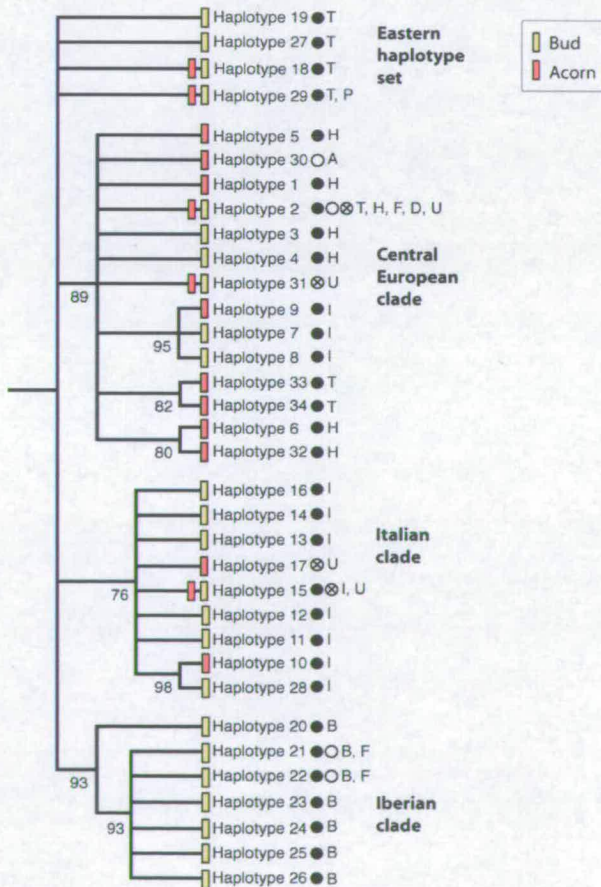 Haplotype 19 T
Haplotype 27 T
Haplotype 18 T
Haplotype 29 T, P
Eastern
haplotype
set
Bud
Acorn
Haplotype 5 H
Haplotype 30 A
Haplotype 1 H
Haplotype 2 T, H, F, D, U
Haplotype 3 H
Haplotype 4 H
Haplotype 31 U
Haplotype 9 I
Haplotype 7 I
Haplotype 8 I
Haplotype 33 T
Haplotype 34 T
Haplotype 6 H
Haplotype 32 H
Central
European
clade
89
95
82
80
Haplotype 16 I
Haplotype 14 I
Haplotype 13 I
Haplotype 17 U
Haplotype 15 I, U
Haplotype 12 I
Haplotype 11 I
Haplotype 10 I
Haplotype 28 I
Italian
clade
76
98
Haplotype 20 B
Haplotype 21 B, F
Haplotype 22 B, F
Haplotype 23 B
Haplotype 24 B
Haplotype 25 B
Haplotype 26 B
Iberian
clade
93
93